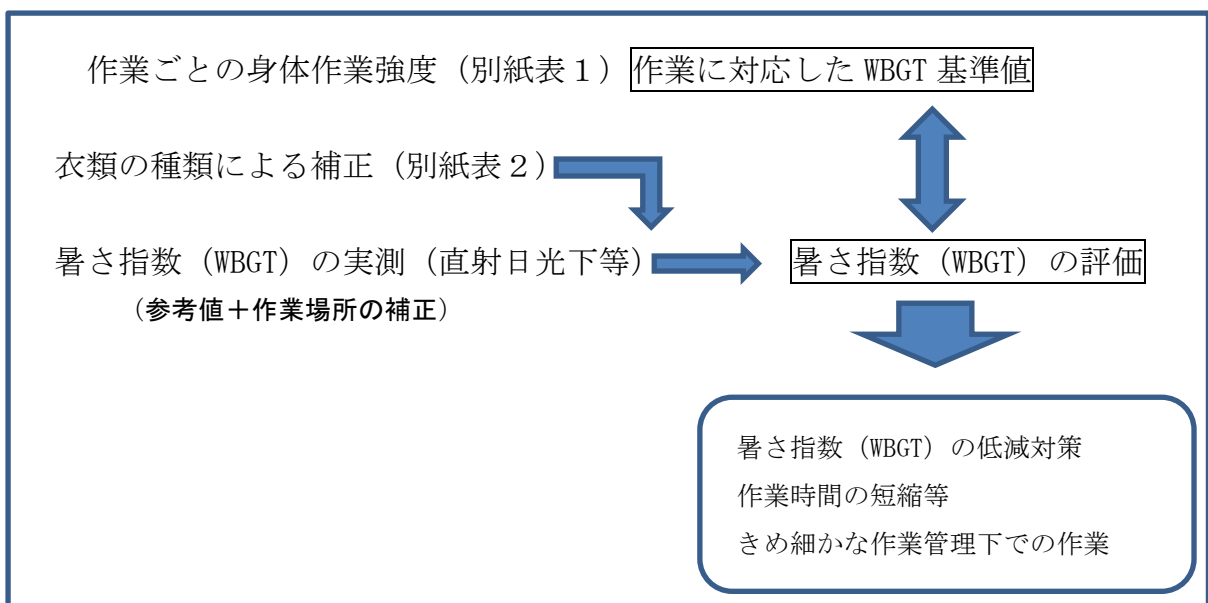 作業ごとの身体作業強度（別紙表１）作業に対応した WBGT 基準値
衣類の種類による補正（別紙表２）
暑さ指数（WBGT）の実測（直射日光下等）
暑さ指数（WBGT）の評価
（参考値＋作業場所の補正）
暑さ指数（WBGT）の低減対策
作業時間の短縮等
きめ細かな作業管理下での作業